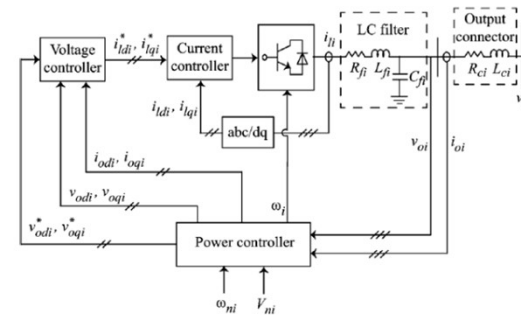 LC filter
Output
connector
i*ldi, i*lqi
ili
Voltage
controller
Current
controller
Rfi Lfi
Cfi
Rci Lci
ildi, ilqi
abc/dq
voi
ioi
v
iodi, ioqi
ωi
vodi, voqi
v*odi, v*oqi
Power controller
ωni
Vni